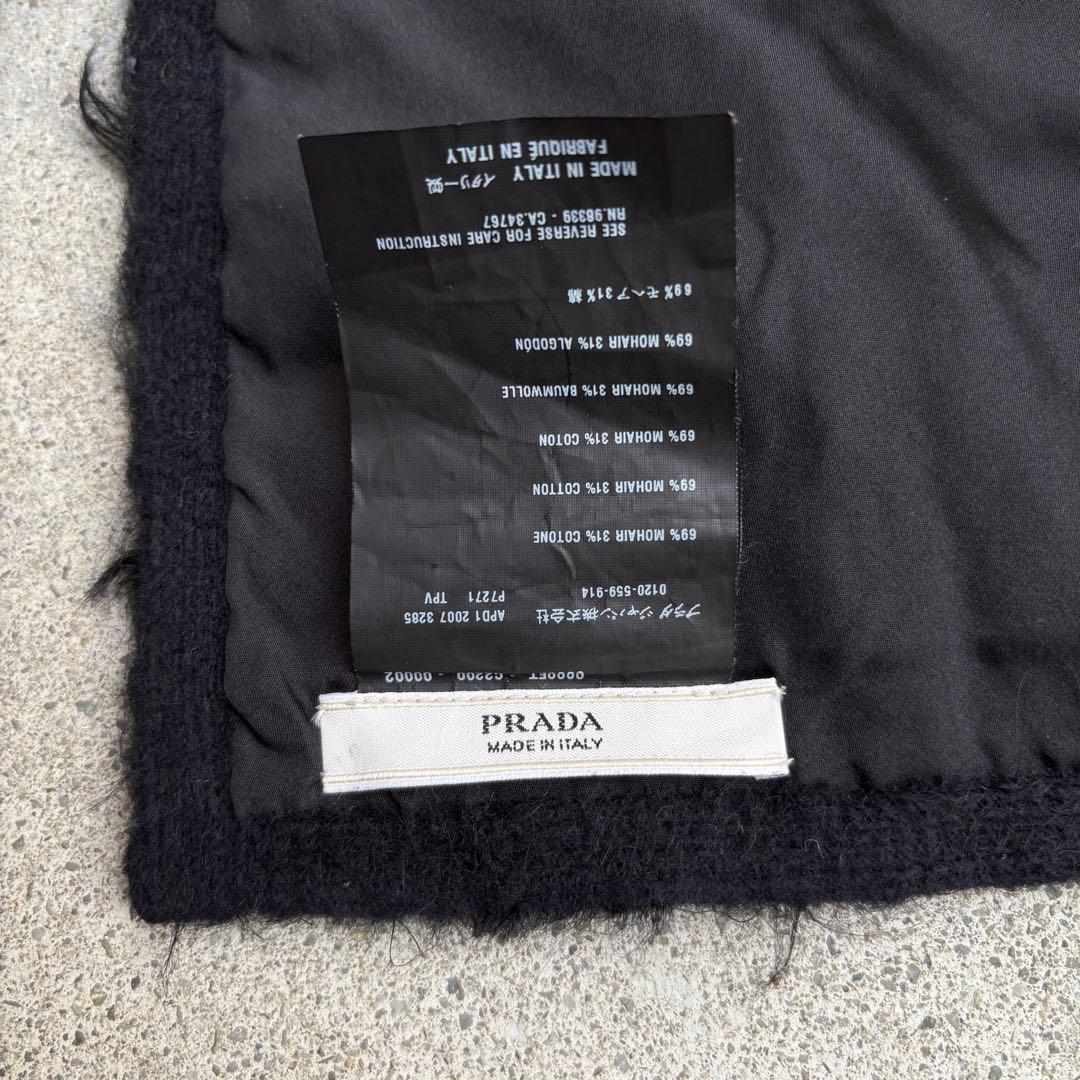 MADE IN ITALY イタリー製
FABRIQUÉ EN ITALY
SEE REVERSE FOR CARE INSTRUCTION
RN.98339 - CA.34767
69% モヘア 31% 綿
69% MOHAIR 31% ALGODÓN
69% MOHAIR 31% BAUMWOLLE
69% MOHAIR 31% COTON
69% MOHAIR 31% COTTON
69% MOHAIR 31% COTONE
プラダ ジャパン株式会社
0120-559-914
APD1 2007 3285
P7271 TPV
PRADA
MADE IN ITALY